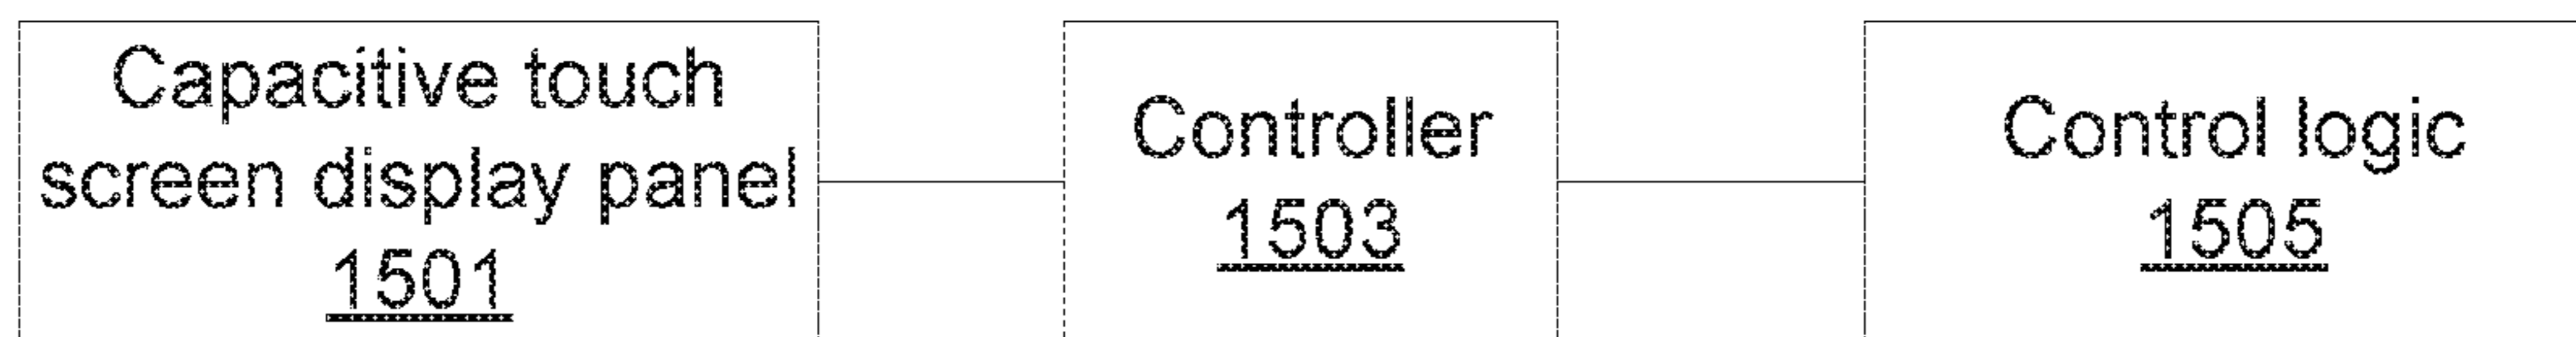 Capacitive touch
screen display panel
1501
Controller
1503
Control logic
1505